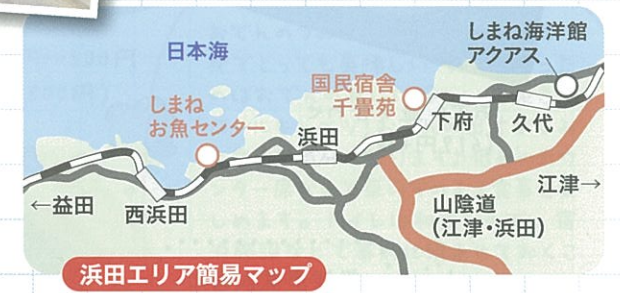 しまね海洋館
アクアス
日本海
国民宿舎
千畳苑
しまね
お魚センター
浜田
下府
久代
江津→
←益田
西浜田
山陰道
(江津・浜田)
浜田エリア簡易マップ